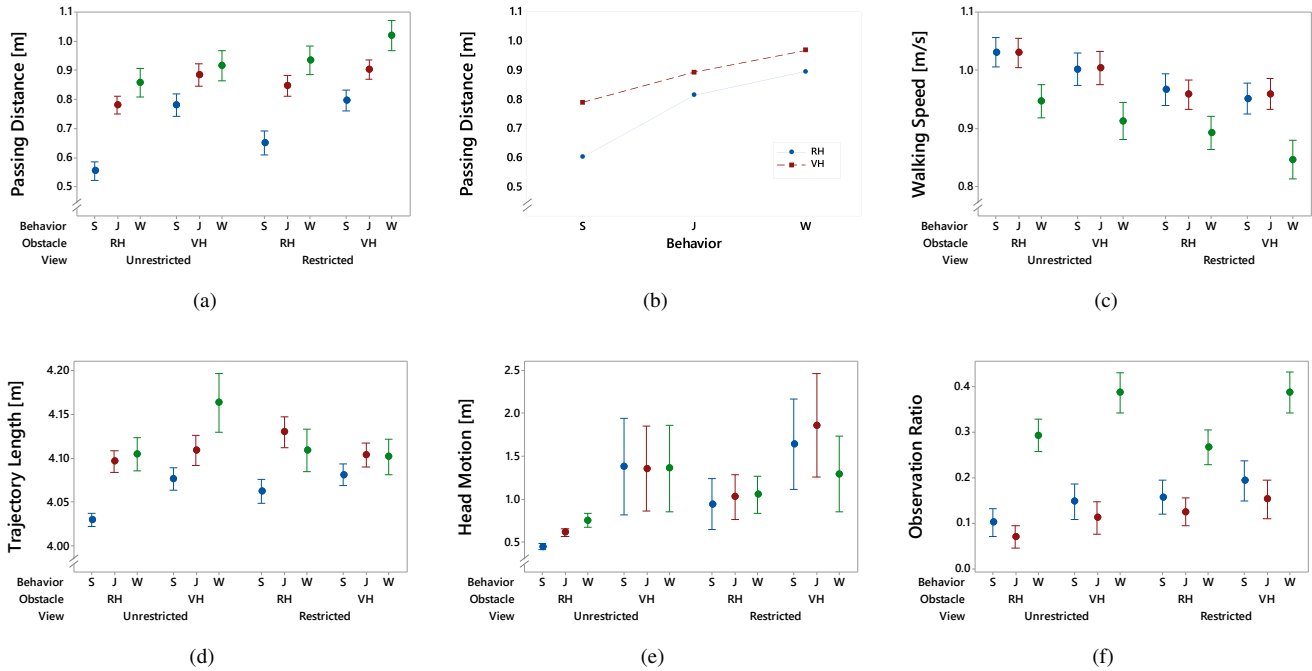 Passing Distance [m]
1.1
1.0
0.9
0.8
0.7
0.6
0.5
Behavior S J W S J W S J W S J W
Obstacle RH VH RH VH
View Unrestricted Restricted
(a)
Passing Distance [m]
1.1
1.0
0.9
0.8
0.7
0.6
0.5
RH
VH
S J W
Behavior
(b)
Walking Speed [m/s]
1.1
1.0
0.9
0.8
Behavior S J W S J W S J W S J W
Obstacle RH VH RH VH
View Unrestricted Restricted
(c)
Trajectory Length [m]
4.20
4.15
4.10
4.05
4.00
Behavior S J W S J W S J W S J W
Obstacle RH VH RH VH
View Unrestricted Restricted
(d)
Head Motion [m]
2.5
2.0
1.5
1.0
0.5
Behavior S J W S J W S J W S J W
Obstacle RH VH RH VH
View Unrestricted Restricted
(e)
Observation Ratio
0.4
0.3
0.2
0.1
0.0
Behavior S J W S J W S J W S J W
Obstacle RH VH RH VH
View Unrestricted Restricted
(f)